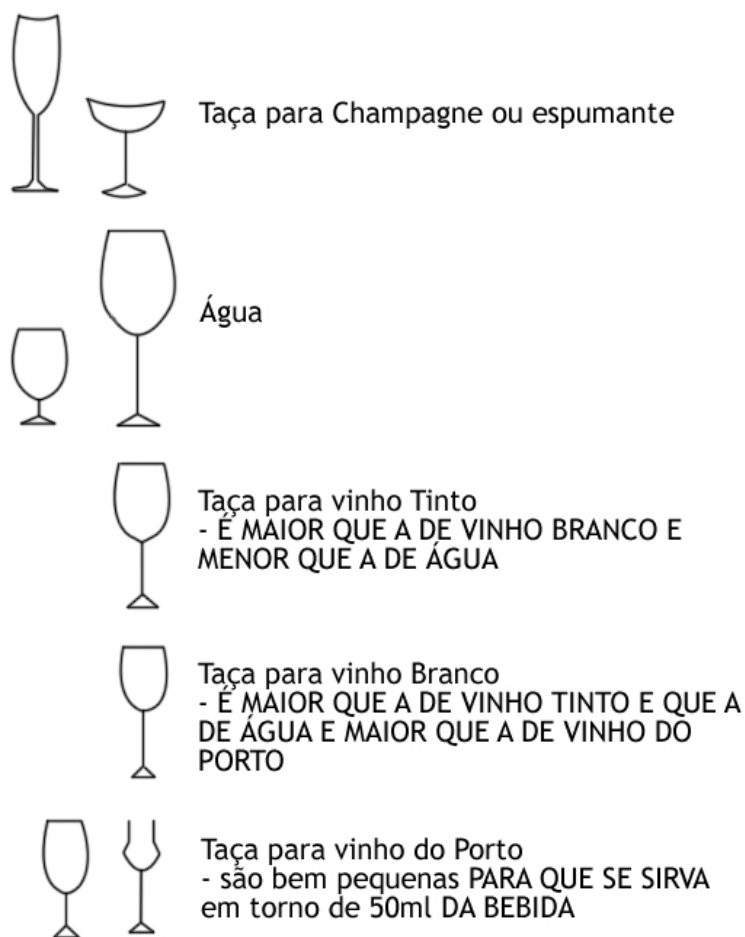 Taça para Champagne ou espumante
Água
Taça para vinho Tinto
- É MAIOR QUE A DE VINHO BRANCO E
MENOR QUE A DE ÁGUA
Taça para vinho Branco
- É MAIOR QUE A DE VINHO TINTO E QUE A
DE ÁGUA E MAIOR QUE A DE VINHO DO
PORTO
Taça para vinho do Porto
- são bem pequenas PARA QUE SE SIRVA
em torno de 50ml DA BEBIDA